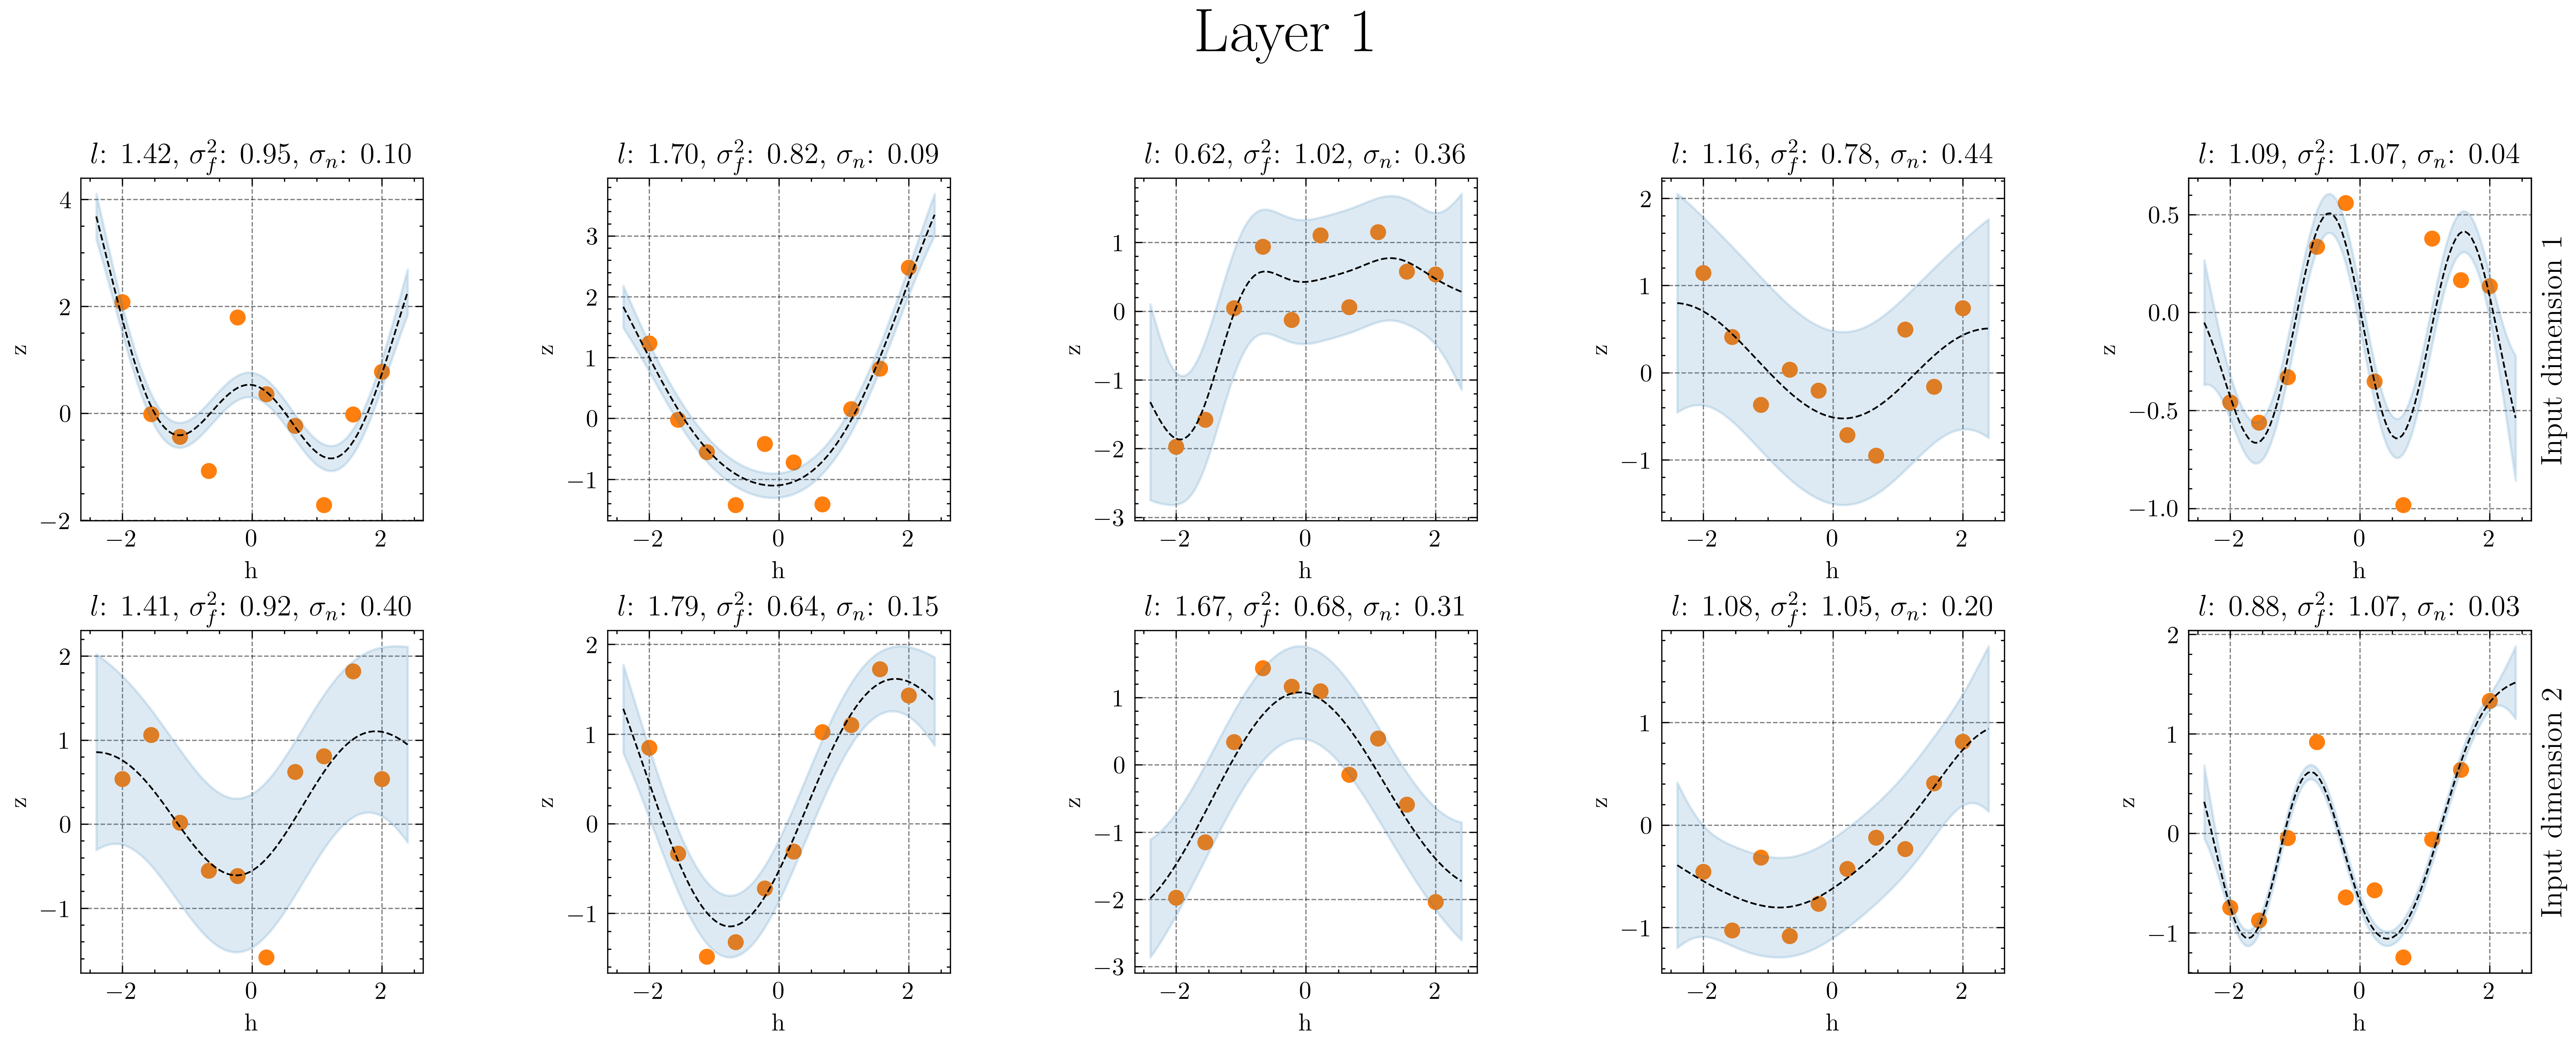 Layer 1
l: 1.42, σ_f^2: 0.95, σ_n: 0.10
4
2
0
−2
z
−2 0 2
h
l: 1.70, σ_f^2: 0.82, σ_n: 0.09
3
2
1
0
−1
z
−2 0 2
h
l: 0.62, σ_f^2: 1.02, σ_n: 0.36
1
0
−1
−2
−3
z
−2 0 2
h
l: 1.16, σ_f^2: 0.78, σ_n: 0.44
2
1
0
−1
z
−2 0 2
h
l: 1.09, σ_f^2: 1.07, σ_n: 0.04
0.5
0.0
−0.5
−1.0
z
−2 0 2
h
Input dimension 1
l: 1.41, σ_f^2: 0.92, σ_n: 0.40
2
1
0
−1
z
−2 0 2
h
l: 1.79, σ_f^2: 0.64, σ_n: 0.15
2
1
0
−1
z
−2 0 2
h
l: 1.67, σ_f^2: 0.68, σ_n: 0.31
1
0
−1
−2
−3
z
−2 0 2
h
l: 1.08, σ_f^2: 1.05, σ_n: 0.20
1
0
−1
z
−2 0 2
h
l: 0.88, σ_f^2: 1.07, σ_n: 0.03
2
1
0
−1
z
−2 0 2
h
Input dimension 2